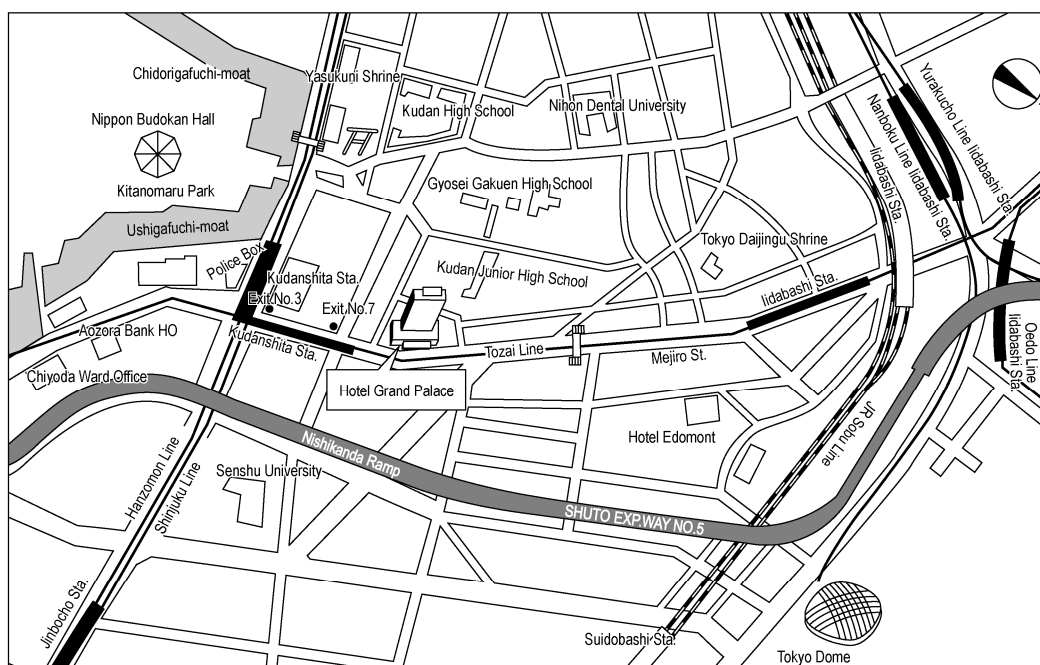 Chidorigafuchi-moat
Yasukuni Shrine
Kudan High School
Nihon Dental University
Yurakucho Line Iidabashi Sta.
Nanboku Line Iidabashi Sta.
Iidabashi Sta.
Nippon Budokan Hall
Kitanomaru Park
Gyosei Gakuen High School
Ushigafuchi-moat
Tokyo Daijingu Shrine
Police Box
Kudanshita Sta.
Kudan Junior High School
Exit No.3
Exit No.7
Iidabashi Sta.
Aozora Bank HO
Kudanshita Sta.
Tozai Line
Mejiro St.
Oedo Line
Iidabashi Sta.
Chiyoda Ward Office
Hotel Grand Palace
Hotel Edomont
JR Sobu Line
Nishikanda Ramp
Senshu University
Hanzomon Line
Shinjuku Line
SHUTO EXP.WAY NO.5
Jinbocho Sta.
Suidobashi Sta.
Tokyo Dome